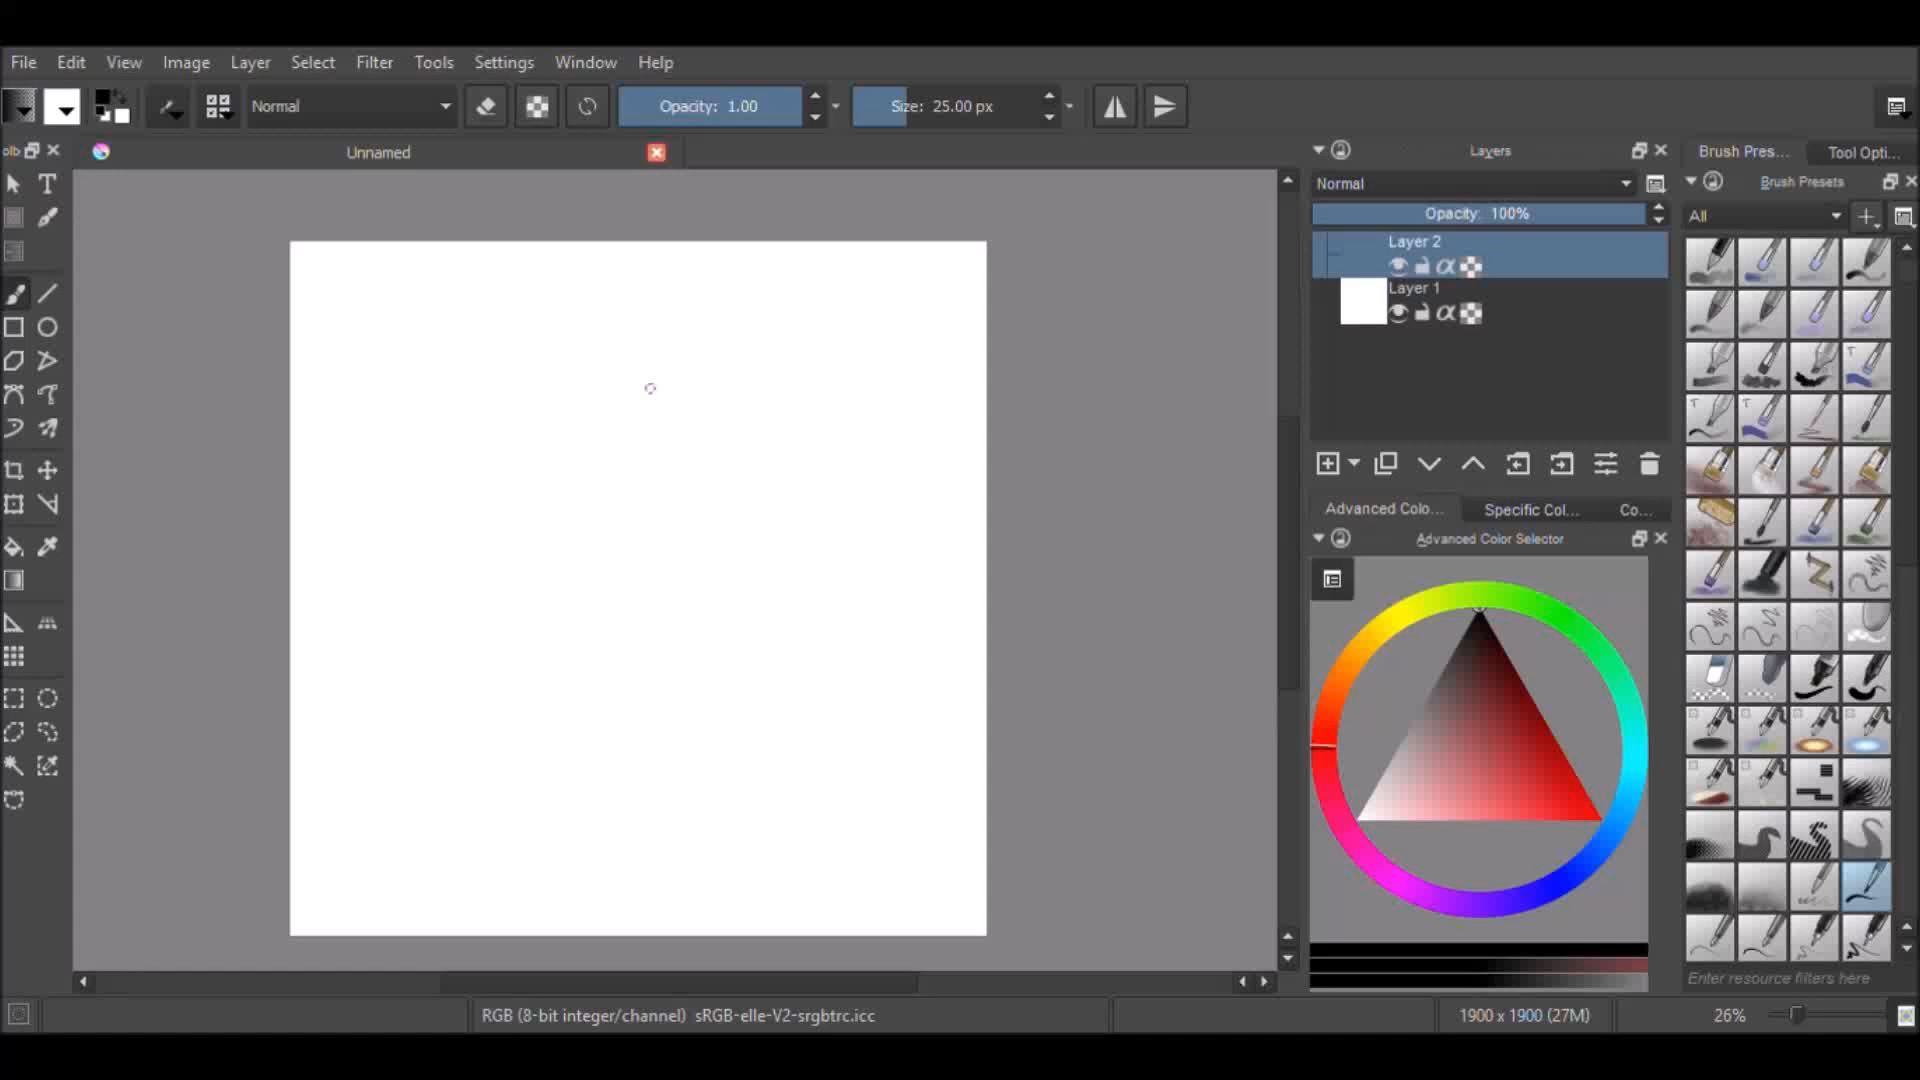 File Edit View Image Layer Select Filter Tools Settings Window Help
Normal Opacity: 1.00 Size: 25.00 px
Unnamed
Layers
Normal
Opacity: 100%
Layer 2
Layer 1
Advanced Colo... Specific Col... Co...
Advanced Color Selector
Brush Pres... Tool Opti...
Brush Presets
All
Enter resource filters here
RGB (8-bit integer/channel) sRGB-elle-V2-srgbtrc.icc 1900 x 1900 (27M) 26%